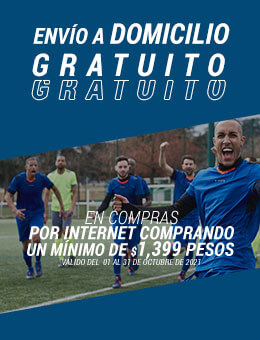 ENVÍO A DOMICILIO
GRATUITO
GRATUITO
EN COMPRAS
POR INTERNET COMPRANDO
UN MÍNIMO DE $1,399 PESOS
VÁLIDO DEL 01 AL 31 DE OCTUBRE DE 2021